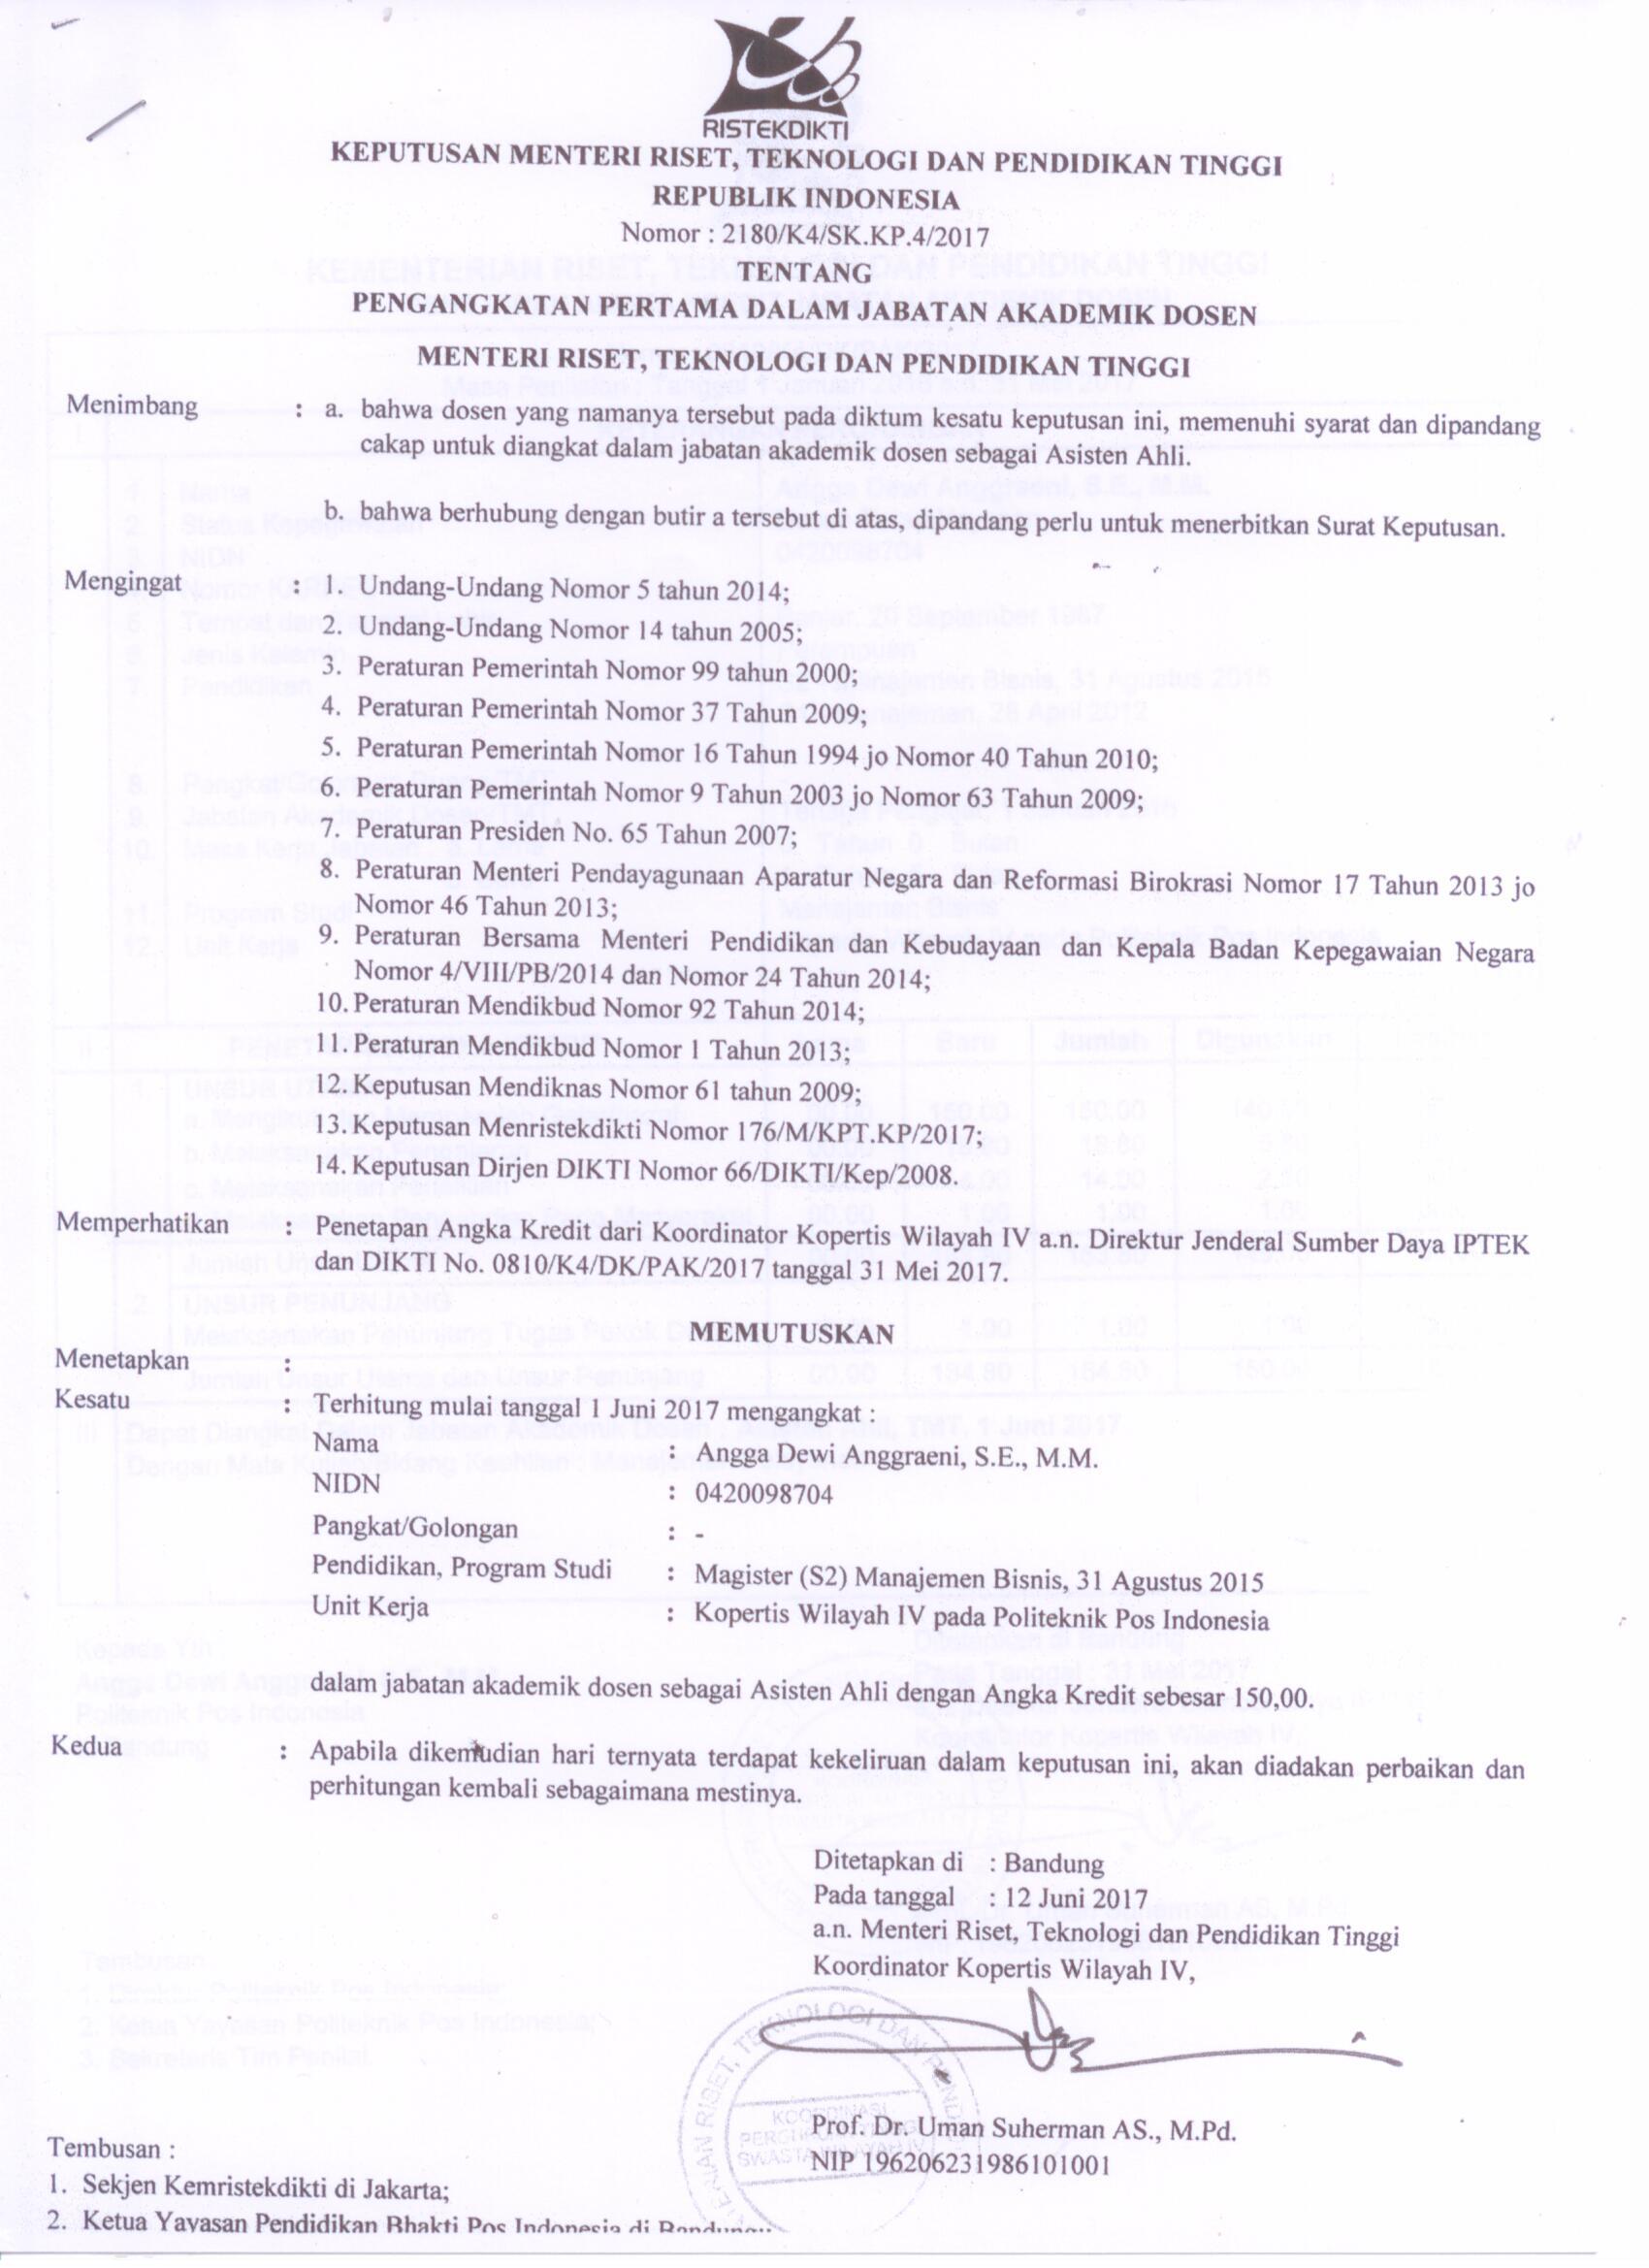 RISTEKDIKTI
KEPUTUSAN MENTERI RISET, TEKNOLOGI DAN PENDIDIKAN TINGGI
REPUBLIK INDONESIA
Nomor : 2180/K4/SK.KP.4/2017
TENTANG
PENGANGKATAN PERTAMA DALAM JABATAN AKADEMIK DOSEN
MENTERI RISET, TEKNOLOGI DAN PENDIDIKAN TINGGI
Menimbang : a. bahwa dosen yang namanya tersebut pada diktum kesatu keputusan ini, memenuhi syarat dan dipandang
cakap untuk diangkat dalam jabatan akademik dosen sebagai Asisten Ahli.
b. bahwa berhubung dengan butir a tersebut di atas, dipandang perlu untuk menerbitkan Surat Keputusan.
Mengingat : 1. Undang-Undang Nomor 5 tahun 2014;
2. Undang-Undang Nomor 14 tahun 2005;
3. Peraturan Pemerintah Nomor 99 tahun 2000;
4. Peraturan Pemerintah Nomor 37 Tahun 2009;
5. Peraturan Pemerintah Nomor 16 Tahun 1994 jo Nomor 40 Tahun 2010;
6. Peraturan Pemerintah Nomor 9 Tahun 2003 jo Nomor 63 Tahun 2009;
7. Peraturan Presiden No. 65 Tahun 2007;
8. Peraturan Menteri Pendayagunaan Aparatur Negara dan Reformasi Birokrasi Nomor 17 Tahun 2013 jo
Nomor 46 Tahun 2013;
9. Peraturan Bersama Menteri Pendidikan dan Kebudayaan dan Kepala Badan Kepegawaian Negara
Nomor 4/VIII/PB/2014 dan Nomor 24 Tahun 2014;
10. Peraturan Mendikbud Nomor 92 Tahun 2014;
11. Peraturan Mendikbud Nomor 1 Tahun 2013;
12. Keputusan Mendiknas Nomor 61 tahun 2009;
13. Keputusan Menristekdikti Nomor 176/M/KPT.KP/2017;
14. Keputusan Dirjen DIKTI Nomor 66/DIKTI/Kep/2008.
Memperhatikan : Penetapan Angka Kredit dari Koordinator Kopertis Wilayah IV a.n. Direktur Jenderal Sumber Daya IPTEK
dan DIKTI No. 0810/K4/DK/PAK/2017 tanggal 31 Mei 2017.
MEMUTUSKAN
Menetapkan :
Kesatu : Terhitung mulai tanggal 1 Juni 2017 mengangkat :
Nama : Angga Dewi Anggraeni, S.E., M.M.
NIDN : 0420098704
Pangkat/Golongan : -
Pendidikan, Program Studi : Magister (S2) Manajemen Bisnis, 31 Agustus 2015
Unit Kerja : Kopertis Wilayah IV pada Politeknik Pos Indonesia
dalam jabatan akademik dosen sebagai Asisten Ahli dengan Angka Kredit sebesar 150,00.
Kedua : Apabila dikemudian hari ternyata terdapat kekeliruan dalam keputusan ini, akan diadakan perbaikan dan
perhitungan kembali sebagaimana mestinya.
Ditetapkan di : Bandung
Pada tanggal : 12 Juni 2017
a.n. Menteri Riset, Teknologi dan Pendidikan Tinggi
Koordinator Kopertis Wilayah IV,
RISET, TEKNOLOGI DAN
KOORDINASI
PERGURUAN TINGGI
SWASTA WILAYAH IV
Prof. Dr. Uman Suherman AS., M.Pd.
NIP 196206231986101001
Tembusan :
1. Sekjen Kemristekdikti di Jakarta;
2. Ketua Yayasan Pendidikan Bhakti Pos Indonesia di Bandung;